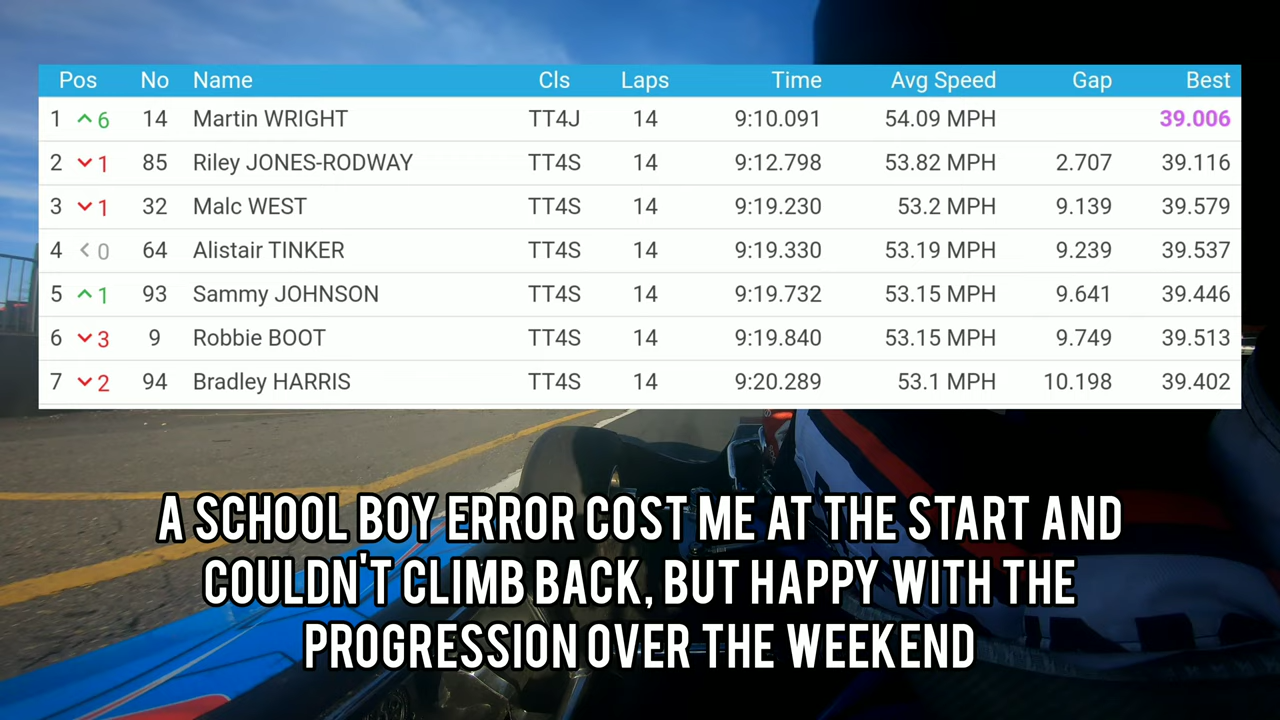 Pos No Name Cls Laps Time Avg Speed Gap Best
1 6 14 Martin WRIGHT TT4J 14 9:10.091 54.09 MPH 39.006
2 1 85 Riley JONES-RODWAY TT4S 14 9:12.798 53.82 MPH 2.707 39.116
3 1 32 Malc WEST TT4S 14 9:19.230 53.2 MPH 9.139 39.579
4 0 64 Alistair TINKER TT4S 14 9:19.330 53.19 MPH 9.239 39.537
5 1 93 Sammy JOHNSON TT4S 14 9:19.732 53.15 MPH 9.641 39.446
6 3 9 Robbie BOOT TT4S 14 9:19.840 53.15 MPH 9.749 39.513
7 2 94 Bradley HARRIS TT4S 14 9:20.289 53.1 MPH 10.198 39.402
A SCHOOL BOY ERROR COST ME AT THE START AND
COULDN'T CLIMB BACK, BUT HAPPY WITH THE
PROGRESSION OVER THE WEEKEND